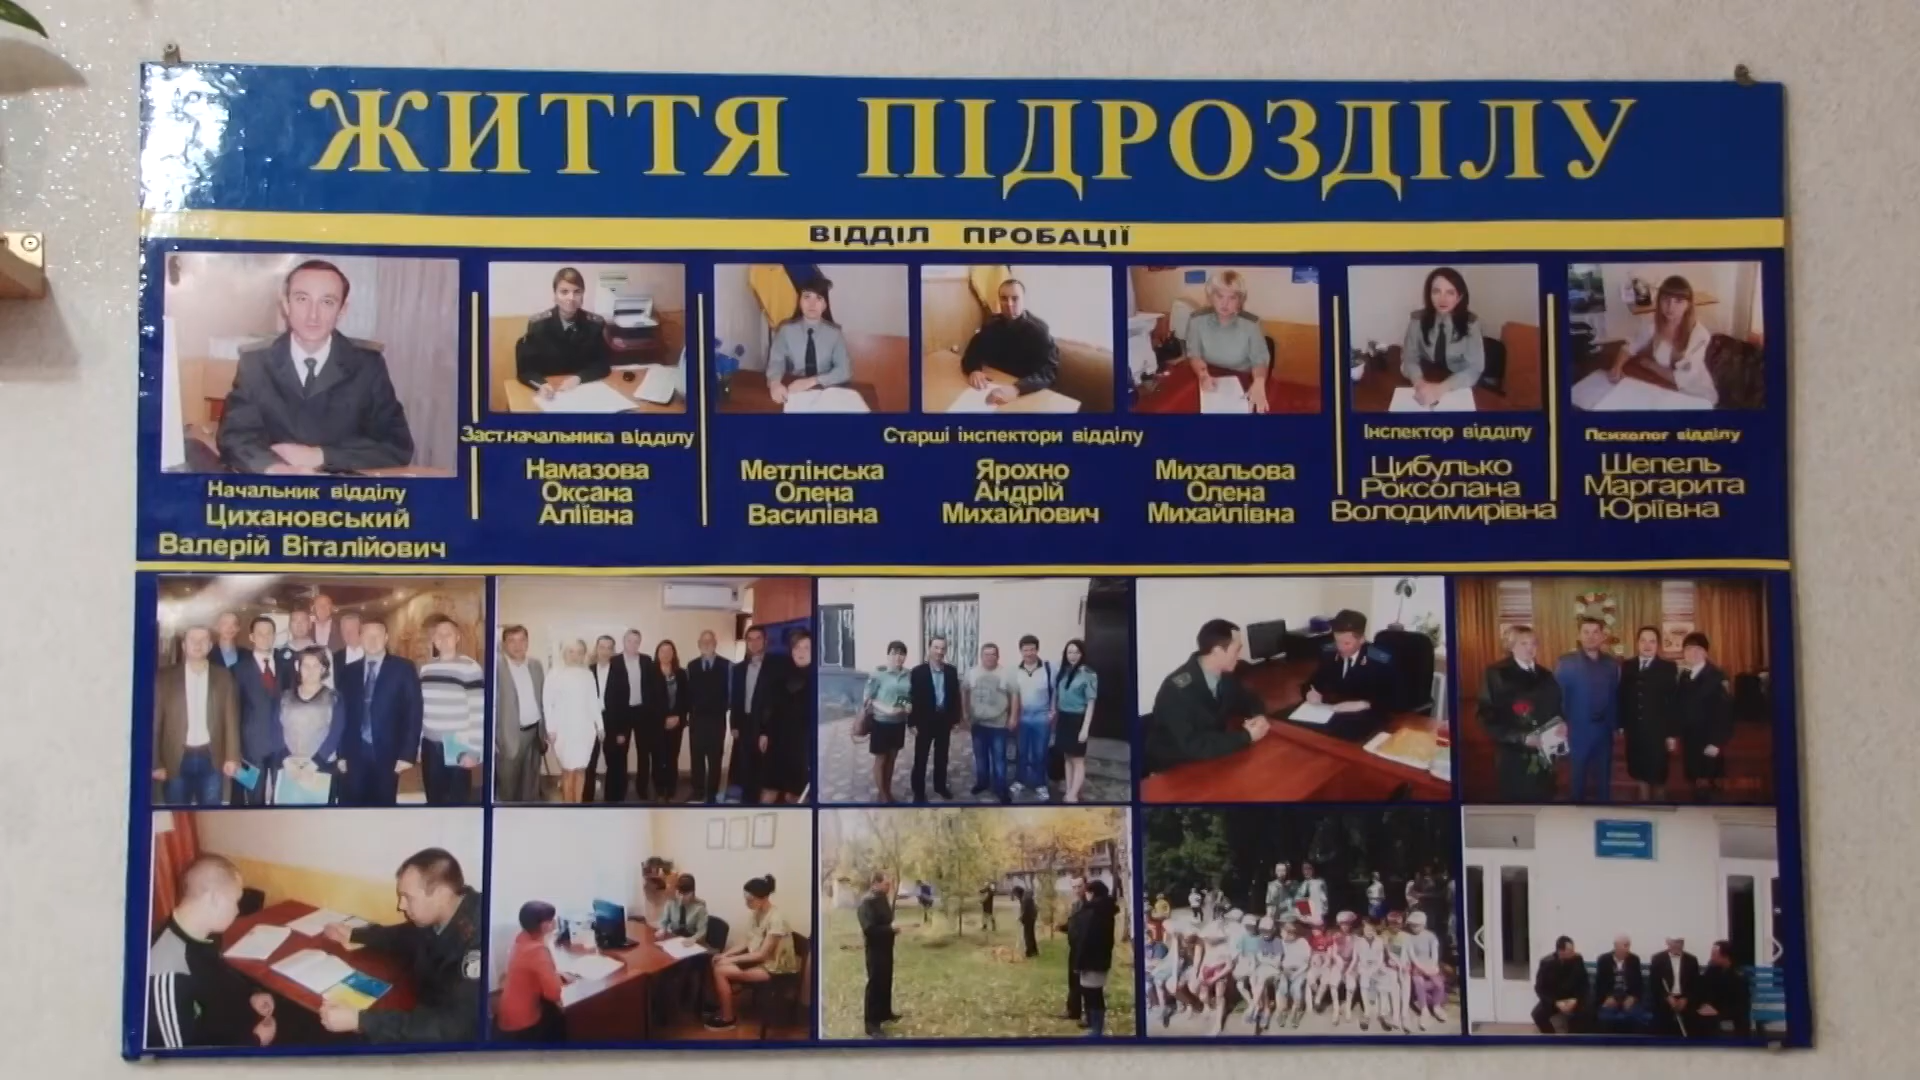 ЖИТТЯ ПІДРОЗДІЛУ
ВІДДІЛ ПРОБАЦІЇ
Начальник відділу
Цихановський
Валерій Віталійович
Заст.начальника відділу
Намазова
Оксана
Аліївна
Старші інспектори відділу
Метлінська
Олена
Василівна
Ярохно
Андрій
Михайлович
Михальова
Олена
Михайлівна
Інспектор відділу
Цибулько
Роксолана
Володимирівна
Психолог відділу
Шепель
Маргарита
Юріївна